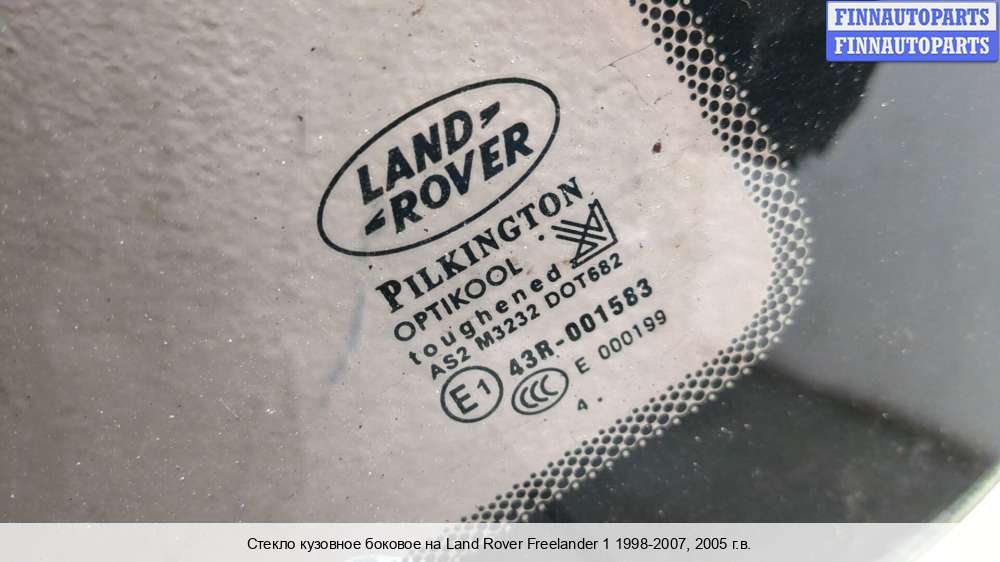 FINNAUTOPARTS
FINNAUTOPARTS
LAND
ROVER
PILKINGTON
OPTIKOOL
toughened
AS2 M3232 DOT682
E1 43R-001583
CCC E 000199
4 .
Стекло кузовное боковое на Land Rover Freelander 1 1998-2007, 2005 г.в.